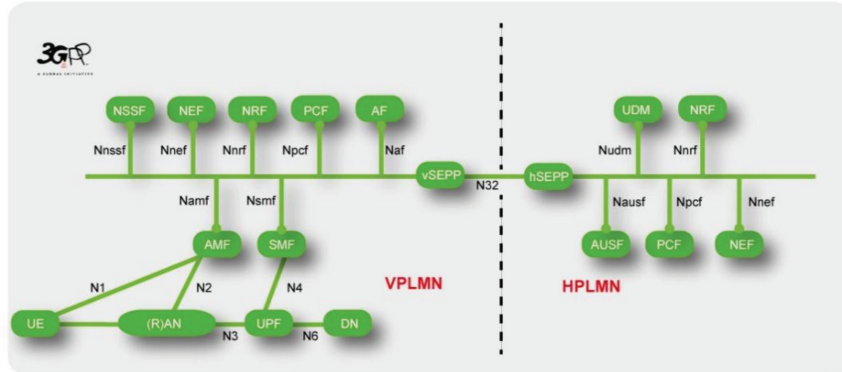 3GPP
A GLOBAL INITIATIVE
NSSF NEF NRF PCF AF UDM NRF
Nnssf Nnef Nnrf Npcf Naf Nudm Nnrf
vSEPP N32 hSEPP
Namf Nsmf Nausf Npcf Nnef
AMF SMF AUSF PCF NEF
N1 N2 N4 VPLMN HPLMN
UE (R)AN N3 UPF N6 DN